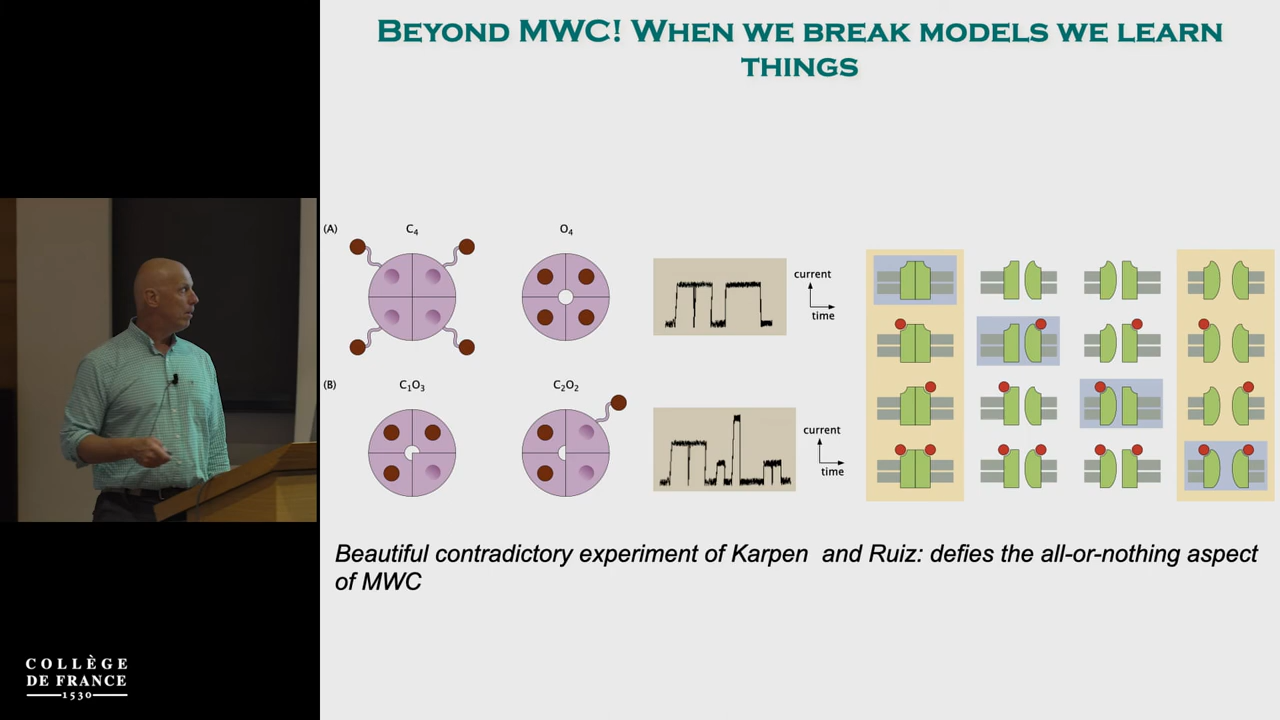 BEYOND MWC! WHEN WE BREAK MODELS WE LEARN
THINGS
(A)
C₄
O₄
current
time
(B)
C₁O₃
C₂O₂
current
time
Beautiful contradictory experiment of Karpen and Ruiz: defies the all-or-nothing aspect
of MWC
COLLÈGE
DE FRANCE
1530